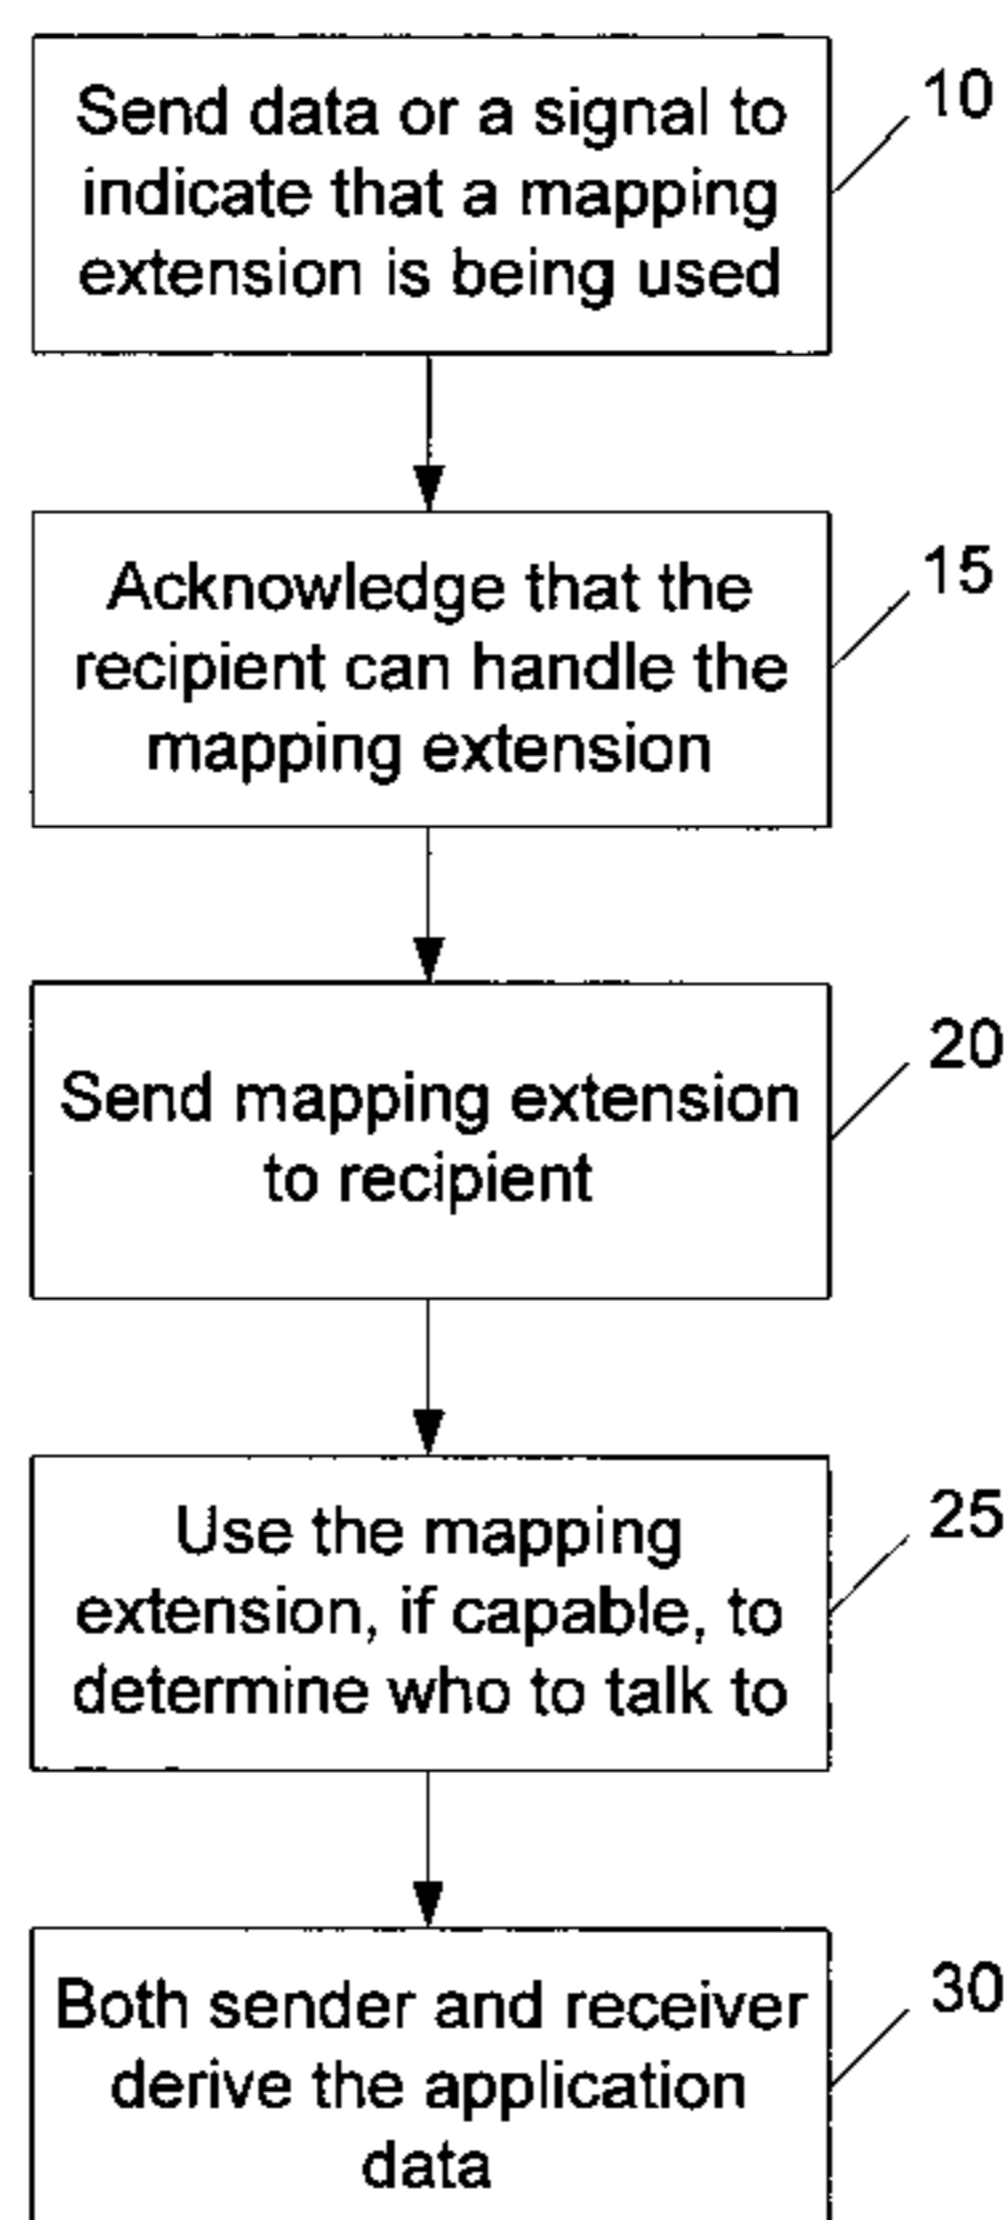 Send data or a signal to
indicate that a mapping
extension is being used
10
Acknowledge that the
recipient can handle the
mapping extension
15
Send mapping extension
to recipient
20
Use the mapping
extension, if capable, to
determine who to talk to
25
Both sender and receiver
derive the application
data
30